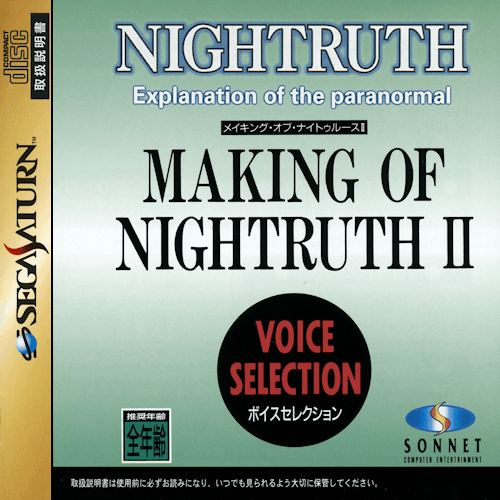 COMPACT
disc
取扱説明書
SEGA SATURN™
NIGHTRUTH
Explanation of the paranormal
メイキング・オブ・ナイトゥルースⅡ
MAKING OF
NIGHTRUTH Ⅱ
VOICE
SELECTION
ボイスセレクション
推奨年齢
全年齢
SONNET
COMPUTER ENTERTAINMENT
取扱説明書は使用前に必ずお読みになり、いつでも見られるよう大切に保管してください。